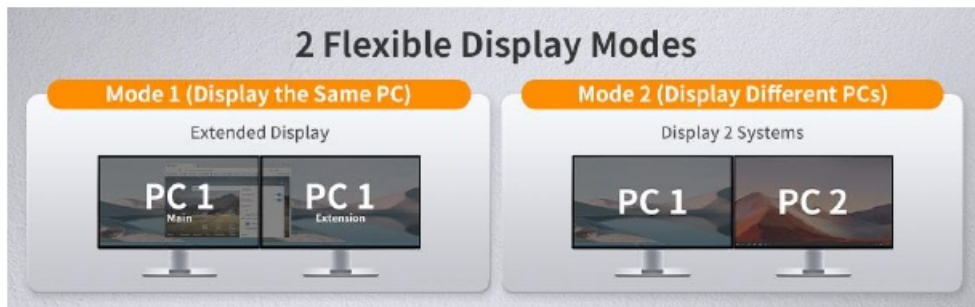 2 Flexible Display Modes
Mode 1 (Display the Same PC)
Extended Display
PC 1
Main
PC 1
Extension
Mode 2 (Display Different PCs)
Display 2 Systems
PC 1
PC 2